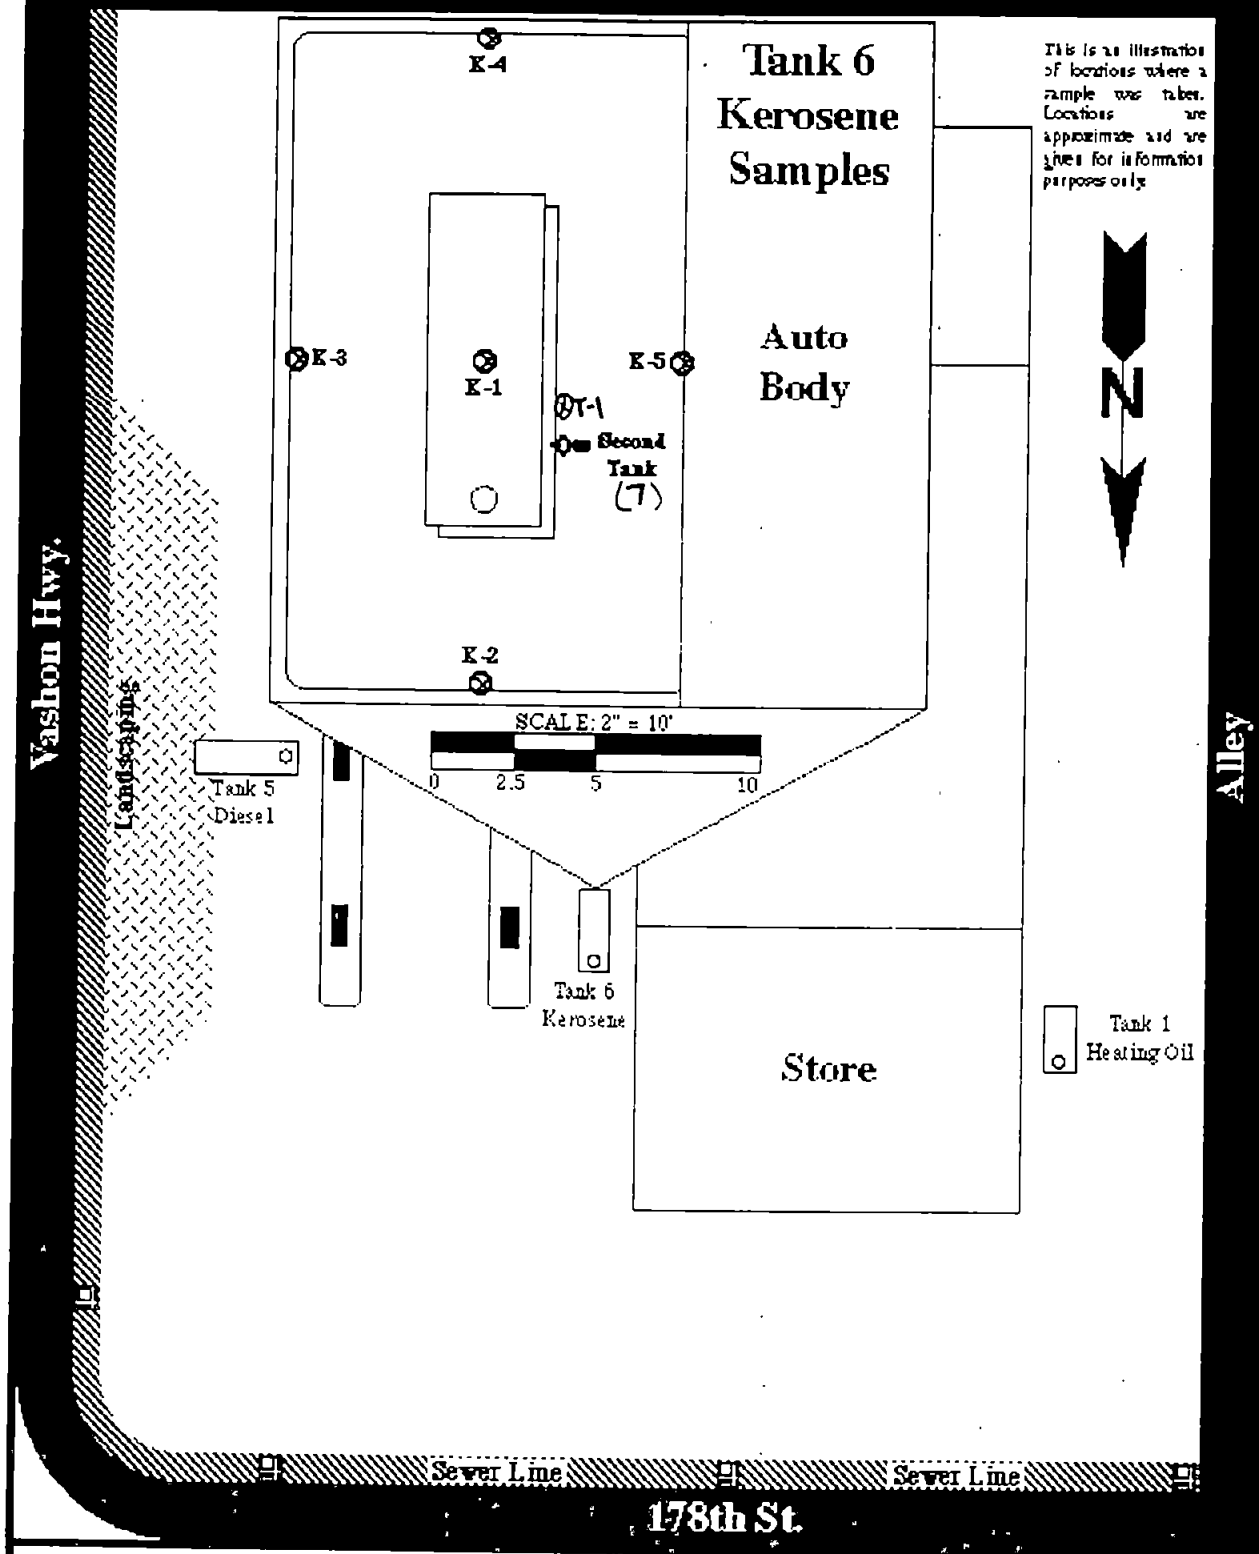 K-4
Tank 6
Kerosene
Samples
This is an illustration
of locations where a
sample was taken.
Locations are
approximate and are
given for information
purposes only
K-3
K-1
K-5
Auto
Body
T-1
Second
Tank
(7)
N
K-2
SCALE: 2" = 10'
0 2.5 5 10
Vashon Hwy.
Landscaping
Alley
Tank 5
Diesel
Tank 6
Kerosene
Store
Tank 1
Heating Oil
Sewer Line
Sewer Line
178th St.